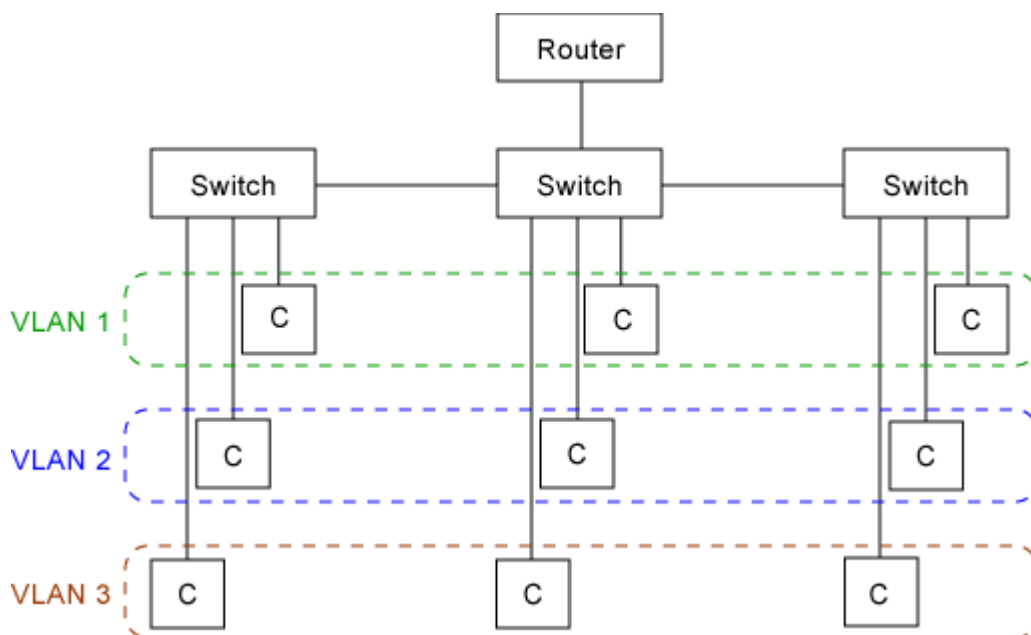 Router
Switch Switch Switch
VLAN 1 C C C
VLAN 2 C C C
VLAN 3 C C C